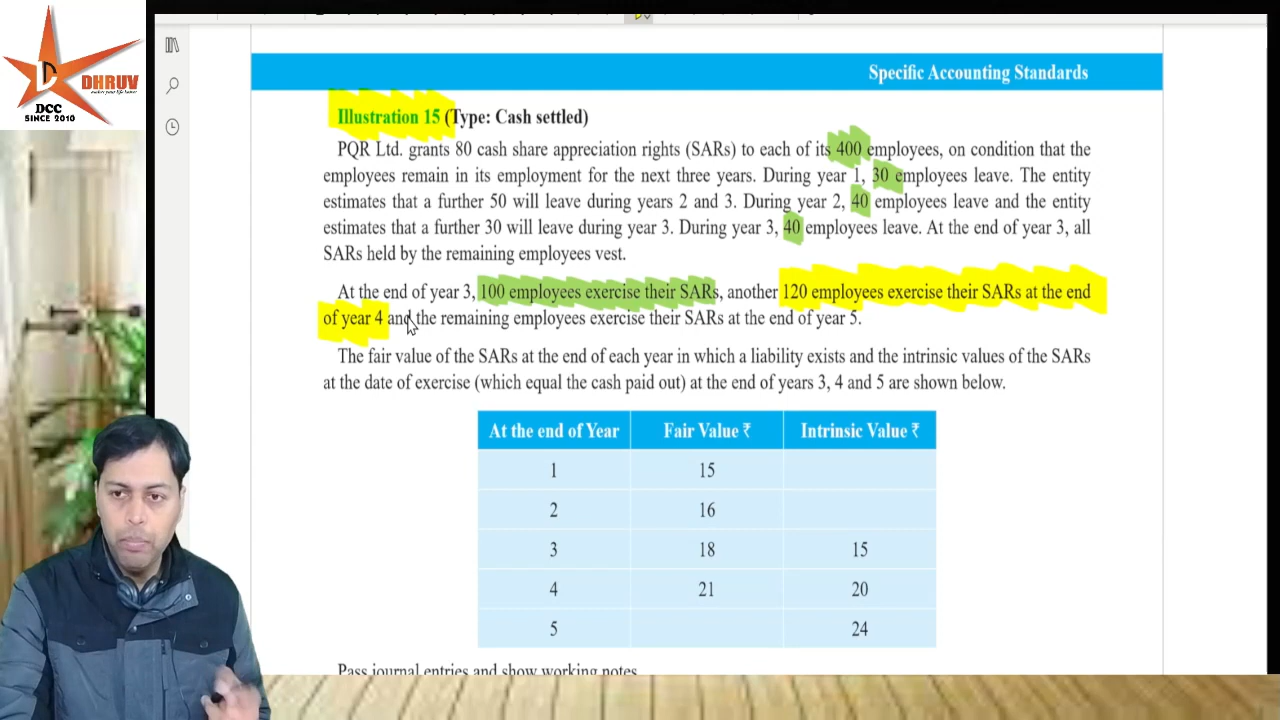 DHRUV
makes your life better
DCC
SINCE 2010
Specific Accounting Standards
Illustration 15 (Type: Cash settled)
PQR Ltd. grants 80 cash share appreciation rights (SARs) to each of its 400 employees, on condition that the
employees remain in its employment for the next three years. During year 1, 30 employees leave. The entity
estimates that a further 50 will leave during years 2 and 3. During year 2, 40 employees leave and the entity
estimates that a further 30 will leave during year 3. During year 3, 40 employees leave. At the end of year 3, all
SARs held by the remaining employees vest.
At the end of year 3, 100 employees exercise their SARs, another 120 employees exercise their SARs at the end
of year 4 and the remaining employees exercise their SARs at the end of year 5.
The fair value of the SARs at the end of each year in which a liability exists and the intrinsic values of the SARs
at the date of exercise (which equal the cash paid out) at the end of years 3, 4 and 5 are shown below.
At the end of Year Fair Value ₹ Intrinsic Value ₹
1 15
2 16
3 18 15
4 21 20
5 24
Pass journal entries and show working notes